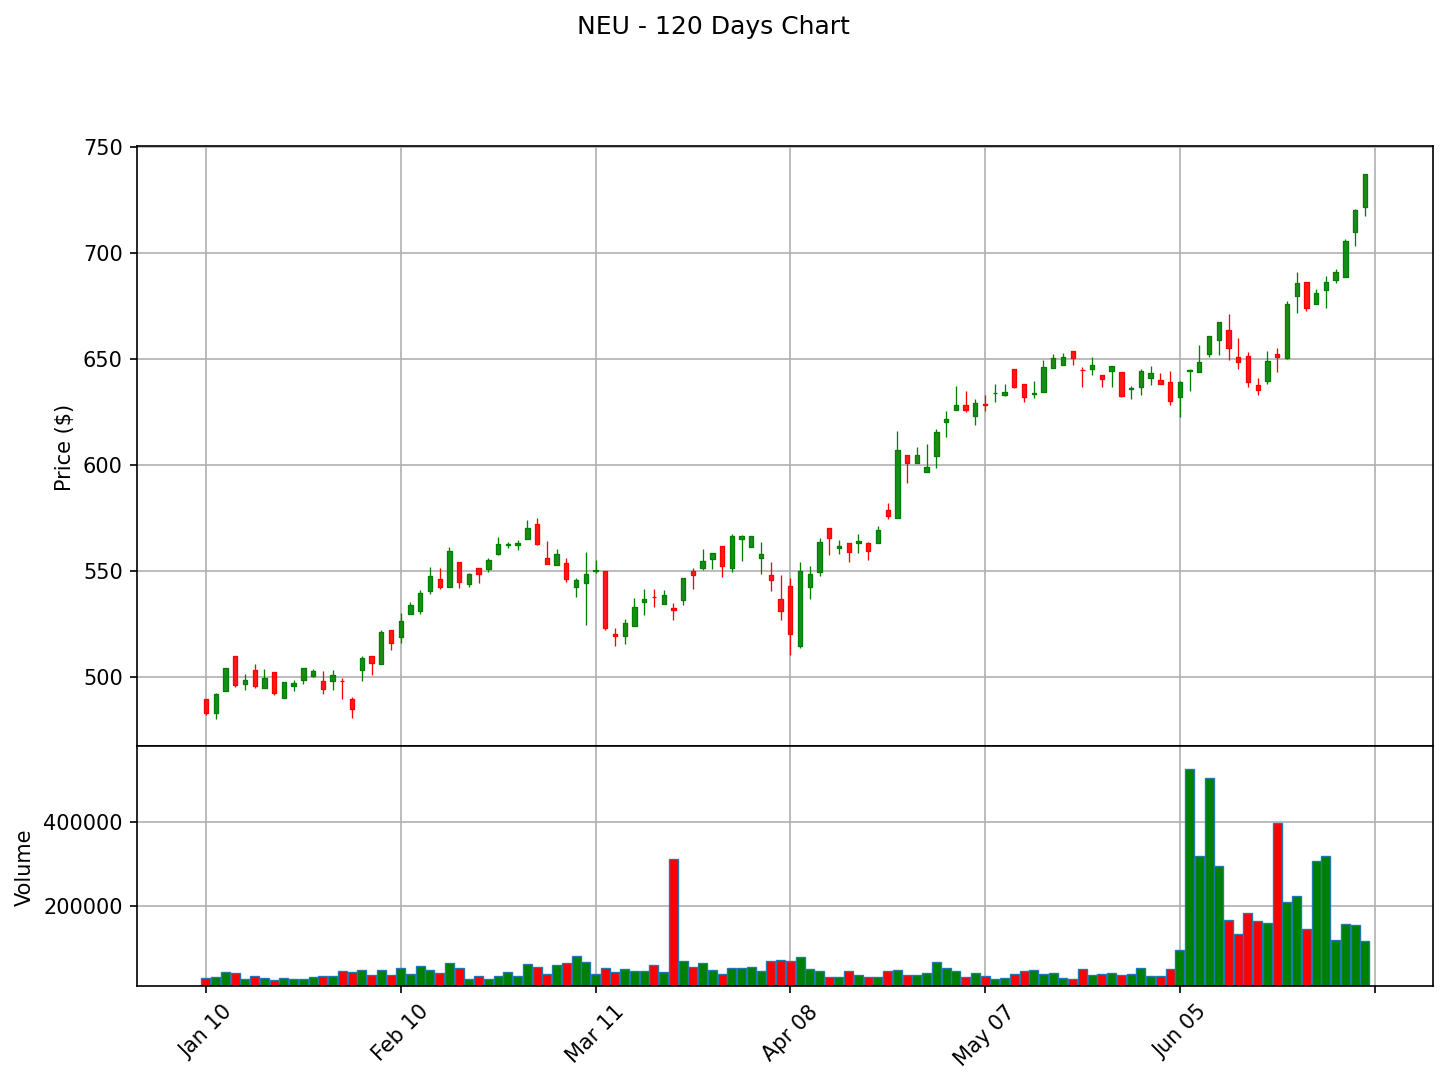 NEU - 120 Days Chart
750
700
650
600
550
500
Price ($)
400000
200000
Volume
Jan 10
Feb 10
Mar 11
Apr 08
May 07
Jun 05